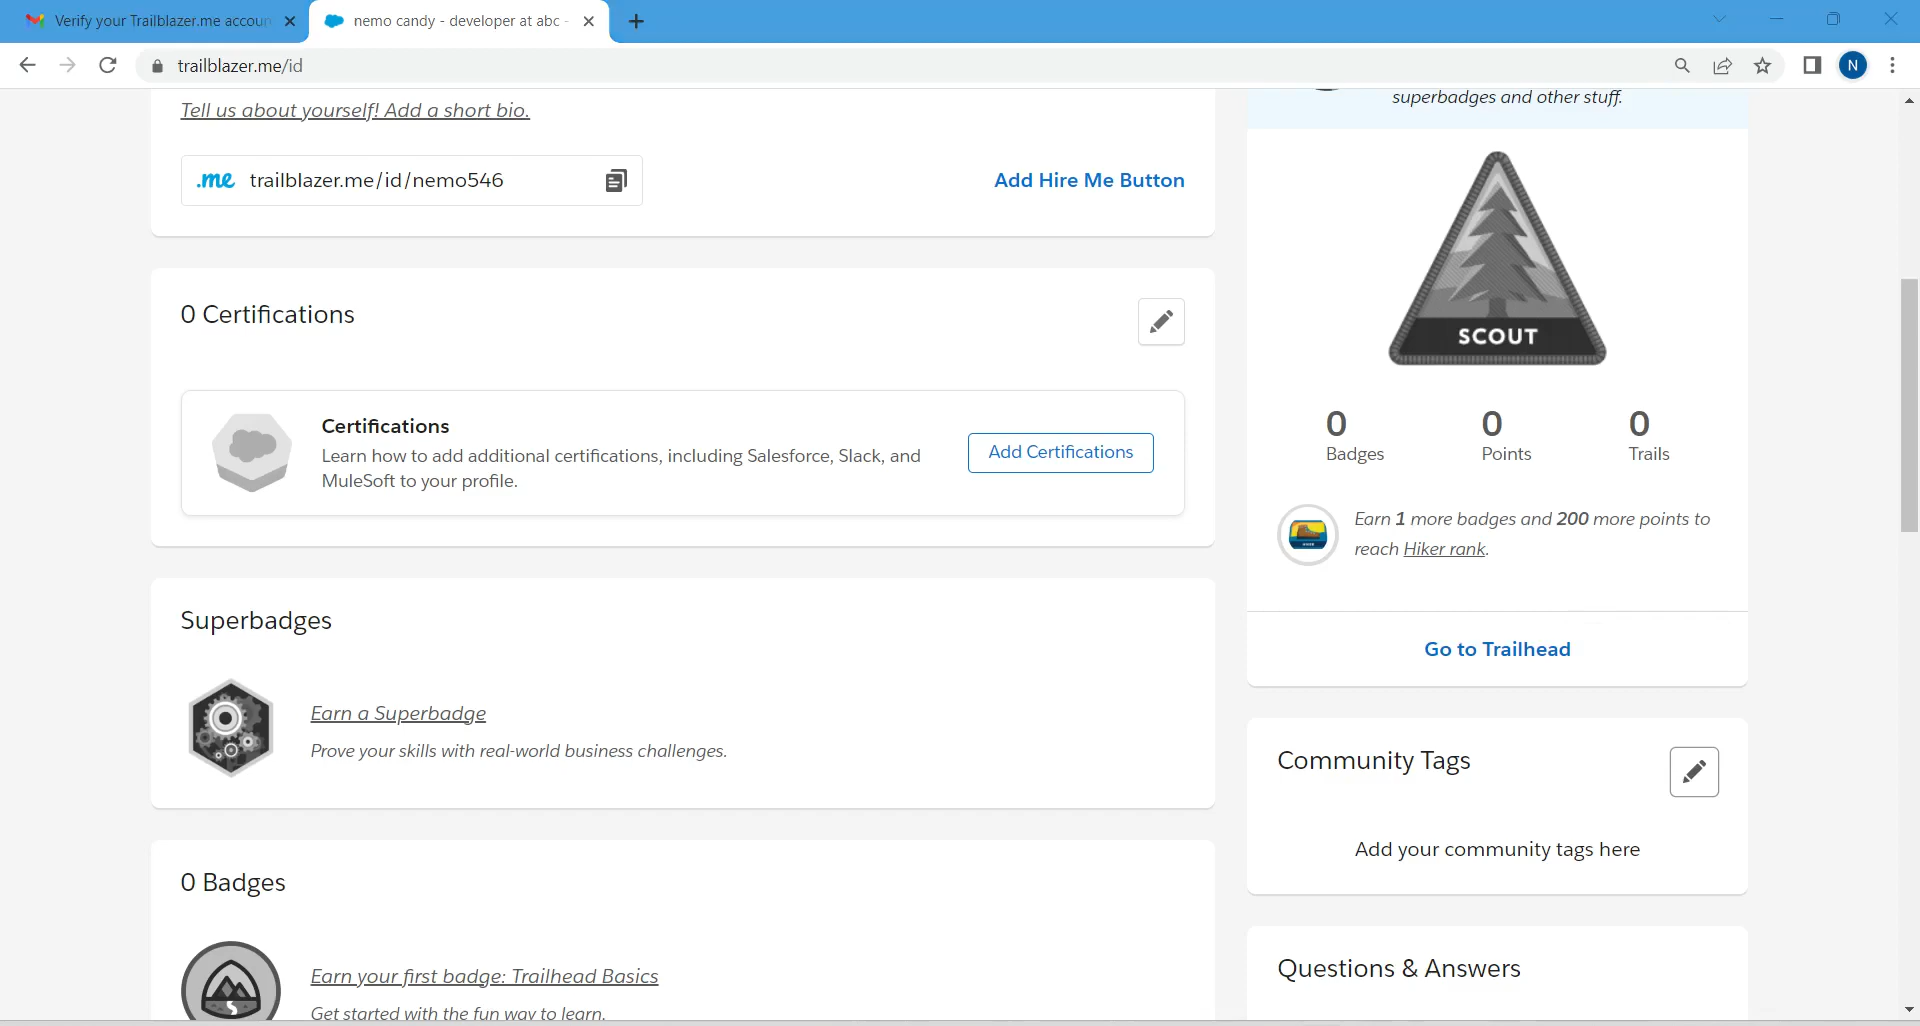 Verify your Trailblazer.me accoun
nemo candy - developer at abc -
trailblazer.me/id
N
Tell us about yourself! Add a short bio.
.me trailblazer.me/id/nemo546
Add Hire Me Button
0 Certifications
Certifications
Learn how to add additional certifications, including Salesforce, Slack, and
MuleSoft to your profile.
Add Certifications
Superbadges
Earn a Superbadge
Prove your skills with real-world business challenges.
0 Badges
Earn your first badge: Trailhead Basics
Get started with the fun way to learn.
superbadges and other stuff.
SCOUT
0 0 0
Badges Points Trails
Earn 1 more badges and 200 more points to
reach Hiker rank.
Go to Trailhead
Community Tags
Add your community tags here
Questions & Answers